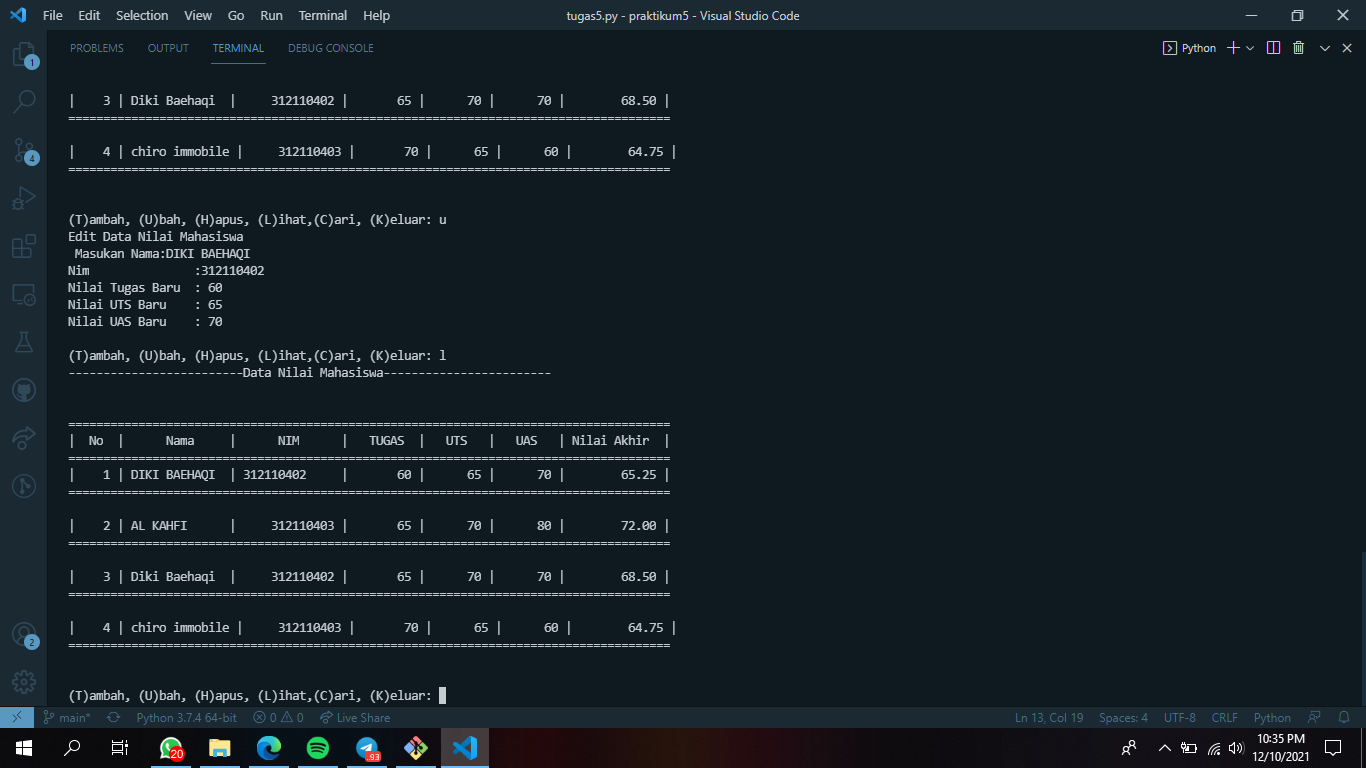 File Edit Selection View Go Run Terminal Help tugas5.py - praktikum5 - Visual Studio Code
PROBLEMS OUTPUT TERMINAL DEBUG CONSOLE Python
1
4
2
| 3 | Diki Baehaqi | 312110402 | 65 | 70 | 70 | 68.50 |
======================================================================================
| 4 | chiro immobile | 312110403 | 70 | 65 | 60 | 64.75 |
======================================================================================
(T)ambah, (U)bah, (H)apus, (L)ihat,(C)ari, (K)eluar: u
Edit Data Nilai Mahasiswa
Masukan Nama:DIKI BAEHAQI
Nim :312110402
Nilai Tugas Baru : 60
Nilai UTS Baru : 65
Nilai UAS Baru : 70
(T)ambah, (U)bah, (H)apus, (L)ihat,(C)ari, (K)eluar: l
-------------------------Data Nilai Mahasiswa------------------------
======================================================================================
| No | Nama | NIM | TUGAS | UTS | UAS | Nilai Akhir |
======================================================================================
| 1 | DIKI BAEHAQI | 312110402 | 60 | 65 | 70 | 65.25 |
======================================================================================
| 2 | AL KAHFI | 312110403 | 65 | 70 | 80 | 72.00 |
======================================================================================
| 3 | Diki Baehaqi | 312110402 | 65 | 70 | 70 | 68.50 |
======================================================================================
| 4 | chiro immobile | 312110403 | 70 | 65 | 60 | 64.75 |
======================================================================================
(T)ambah, (U)bah, (H)apus, (L)ihat,(C)ari, (K)eluar:
main* Python 3.7.4 64-bit 0 0 Live Share Ln 13, Col 19 Spaces: 4 UTF-8 CRLF Python
20 93 10:35 PM
12/10/2021